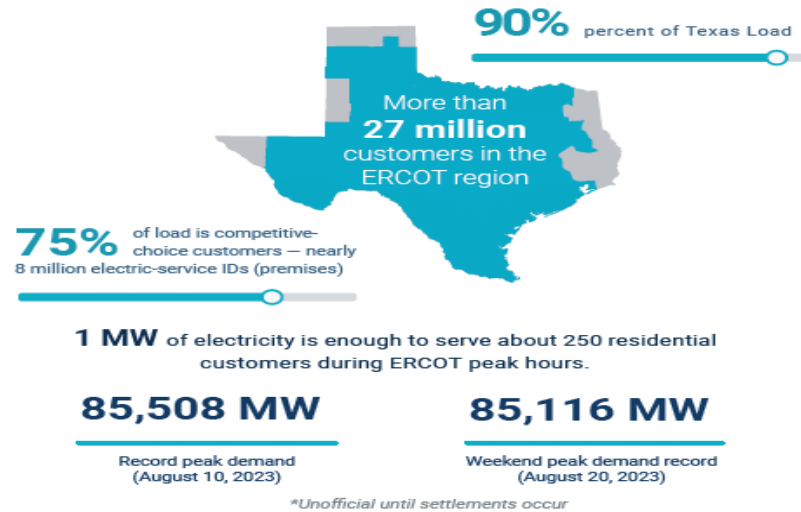 90% percent of Texas Load
More than
27 million
customers in the
ERCOT region
75% of load is competitive-
choice customers — nearly
8 million electric-service IDs (premises)
1 MW of electricity is enough to serve about 250 residential
customers during ERCOT peak hours.
85,508 MW
Record peak demand
(August 10, 2023)
85,116 MW
Weekend peak demand record
(August 20, 2023)
*Unofficial until settlements occur